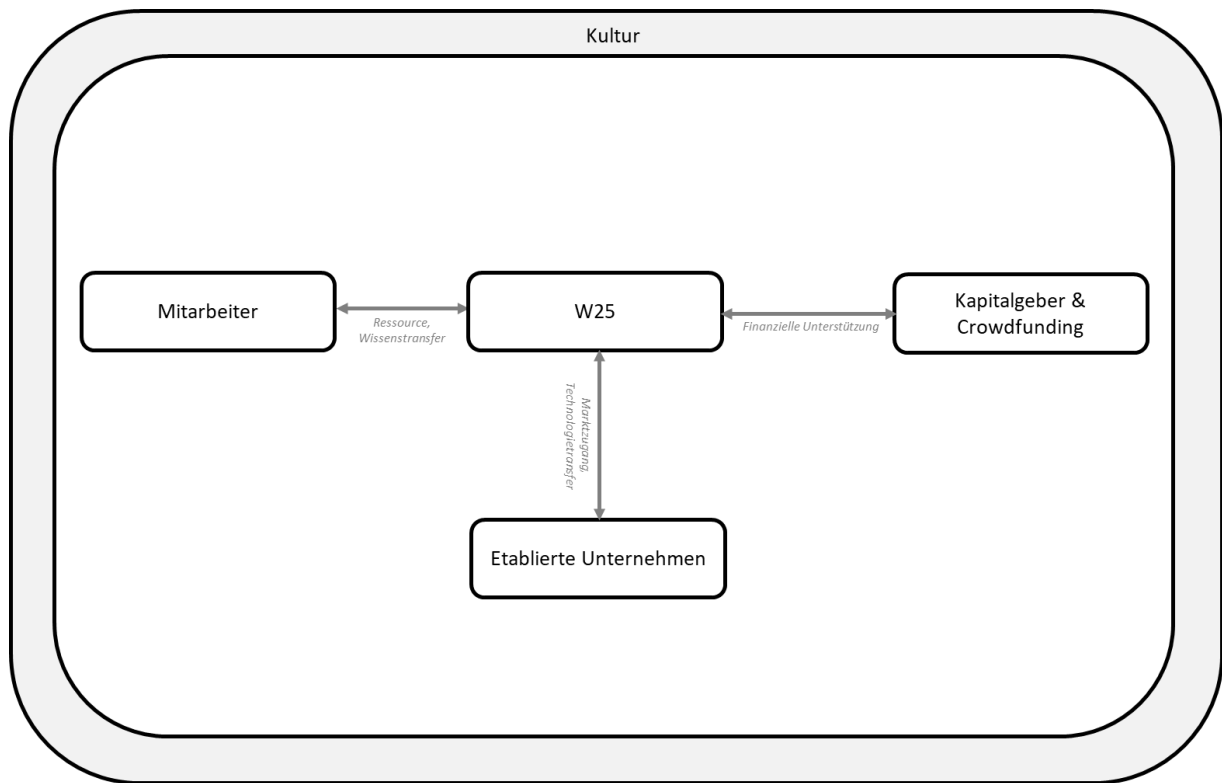 Kultur
Mitarbeiter
Ressource,
Wissenstransfer
W25
Finanzielle Unterstützung
Kapitalgeber &
Crowdfunding
Marktzugang,
Technologietransfer
Etablierte Unternehmen